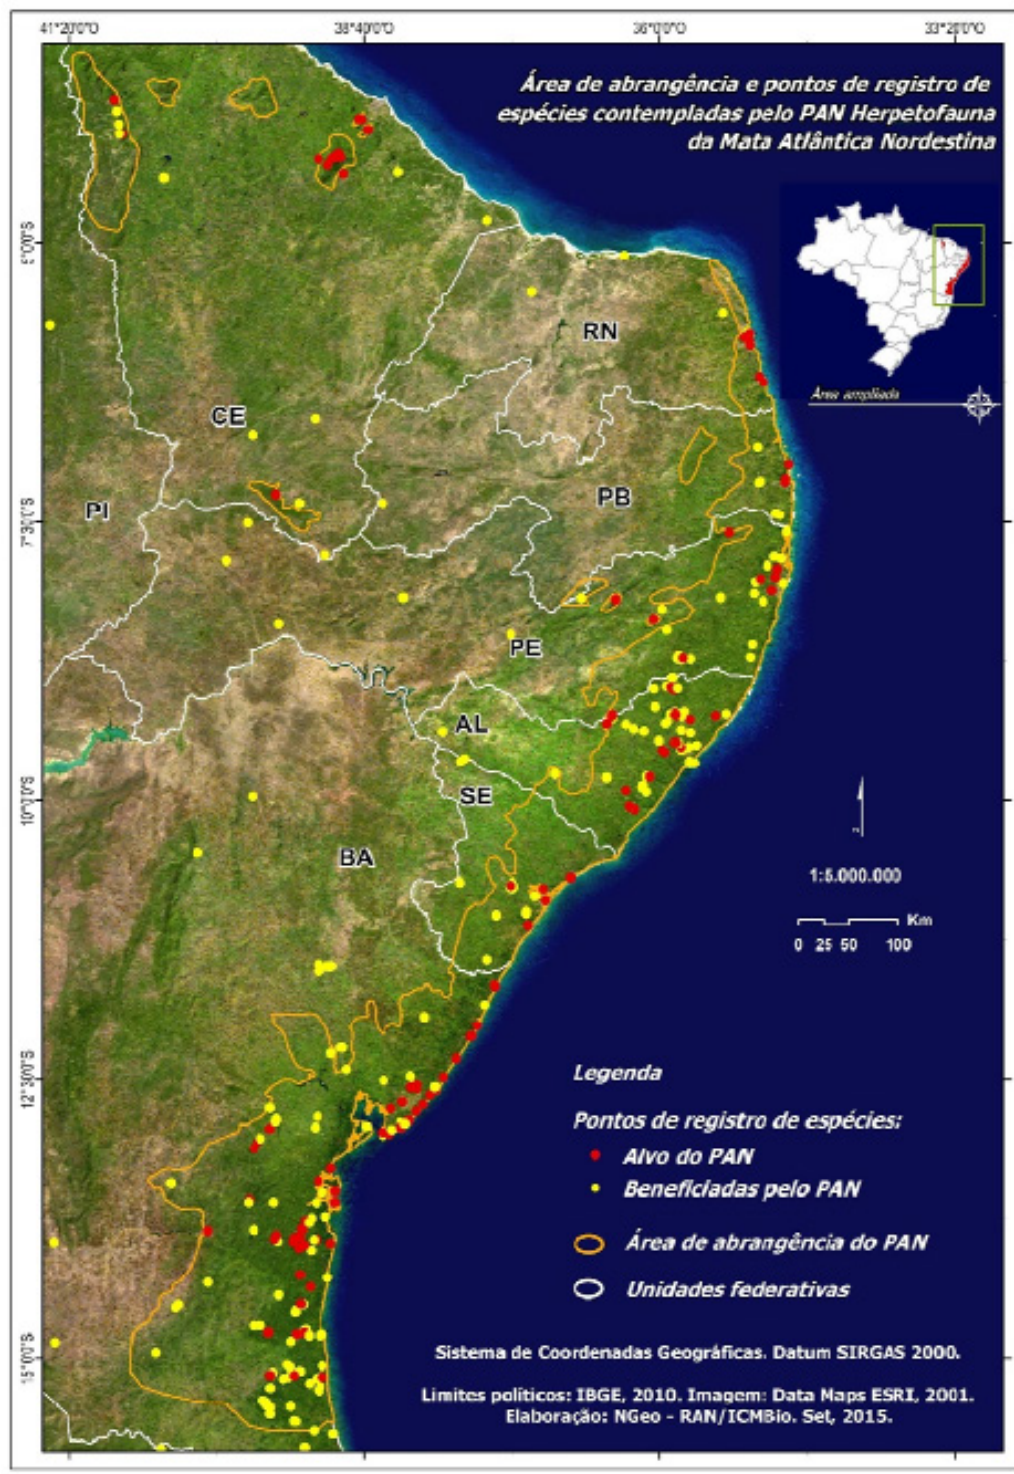 41°20'0"O 38°40'0"O 36°0'0"O 33°20'0"O
Área de abrangência e pontos de registro de
espécies contempladas pelo PAN Herpetofauna
da Mata Atlântica Nordestina
Área ampliada
5°0'0"S
7°30'0"S
10°0'0"S
12°30'0"S
15°0'0"S
RN
CE
PB
PI
PE
AL
SE
BA
1:5.000.000
Km
0 25 50 100
Legenda
Pontos de registro de espécies:
Alvo do PAN
Beneficiadas pelo PAN
Área de abrangência do PAN
Unidades federativas
Sistema de Coordenadas Geográficas. Datum SIRGAS 2000.
Limites políticos: IBGE, 2010. Imagem: Data Maps ESRI, 2001.
Elaboração: NGeo - RAN/ICMBio. Set, 2015.